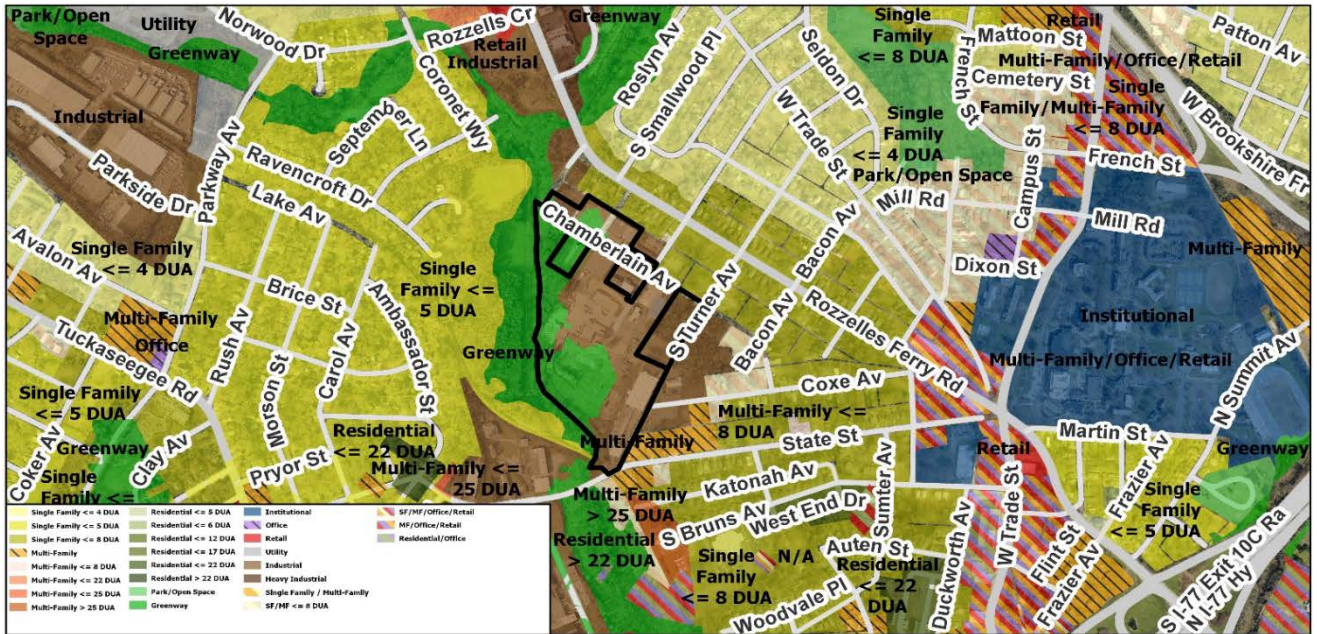 Park/Open
Space
Utility
Greenway
Norwood Dr
Rozzells Cr
Retail
Industrial
Greenway
Roslyn Av
S Smallwood Pl
Seldon Dr
Single
Family
<= 8 DUA
French St
Retail
Mattoon St
Multi-Family/Office/Retail
Cemetery St
Single
Family/Multi-Family
<= 8 DUA
Patton Av
W Brookshire Fr
Industrial
Parkside Dr
Parkway Av
Coronet Wy
September Ln
Ravencroft Dr
Lake Av
W Trade St
Single
Family
<= 4 DUA
Park/Open Space
Campus St
French St
Mill Rd
Mill Rd
Avalon Av
Single Family
<= 4 DUA
Brice St
Ambassador St
Single
Family <=
5 DUA
Chamberlain Av
Bacon Av
Dixon St
Multi-Family
Multi-Family
Office
Tuckasegee Rd
Rush Av
Morson St
Carol Av
Greenway
S Turner Av
Bacon Av
Rozzelles Ferry Rd
Institutional
Multi-Family/Office/Retail
N Summit Av
Single Family
<= 5 DUA
Greenway
Coker Av
Clay Av
Single
Family <=
Pryor St
Residential
<= 22 DUA
Multi-Family <=
25 DUA
Multi-Family
Coxe Av
Multi-Family <=
8 DUA
State St
Retail
Martin St
Greenway
Multi-Family
> 25 DUA
Residential
> 22 DUA
Katonah Av
S Bruns Av
West End Dr
Sumter Av
Single
Family
<= 8 DUA
N/A
Auten St
Residential
<= 22
DUA
Woodvale Pl
Duckworth Av
W Trade St
Flint St
Frazier Av
Frazier Av
Single
Family
<= 5 DUA
S I-77 Exit 10C Ra
N I-77 Hy
Single Family <= 4 DUA
Single Family <= 5 DUA
Single Family <= 8 DUA
Multi-Family
Multi-Family <= 8 DUA
Multi-Family <= 22 DUA
Multi-Family <= 25 DUA
Multi-Family > 25 DUA
Residential <= 5 DUA
Residential <= 6 DUA
Residential <= 12 DUA
Residential <= 17 DUA
Residential <= 22 DUA
Residential > 22 DUA
Park/Open Space
Greenway
Institutional
Office
Retail
Utility
Industrial
Heavy Industrial
Single Family / Multi-Family
SF/MF <= 8 DUA
SF/MF/Office/Retail
MF/Office/Retail
Residential/Office